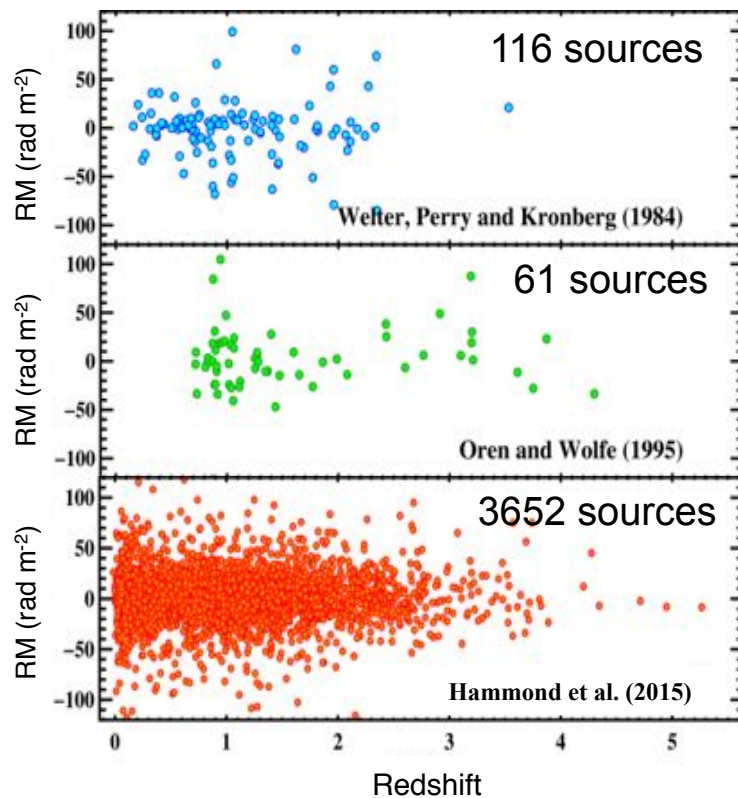 116 sources
RM (rad m⁻²)
100
50
0
−50
−100
Welter, Perry and Kronberg (1984)
61 sources
RM (rad m⁻²)
100
50
0
−50
−100
Oren and Wolfe (1995)
3652 sources
RM (rad m⁻²)
100
50
0
−50
−100
Hammond et al. (2015)
0 1 2 3 4 5
Redshift